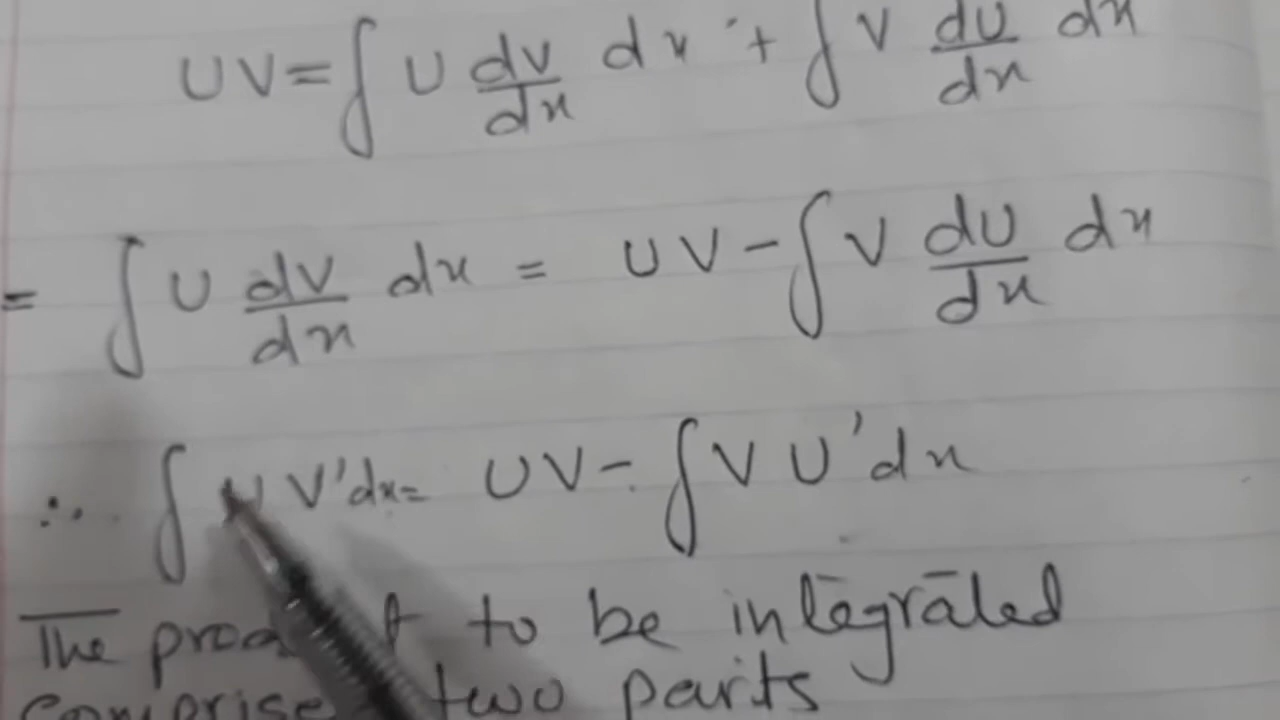 UV = ∫ U dv/dx dx + ∫ V dU/dx dx
= ∫ U dv/dx dx = UV - ∫ V dU/dx dx
∴ ∫ U V' dx = UV - ∫ V U' dx
The to be integrated
two parts